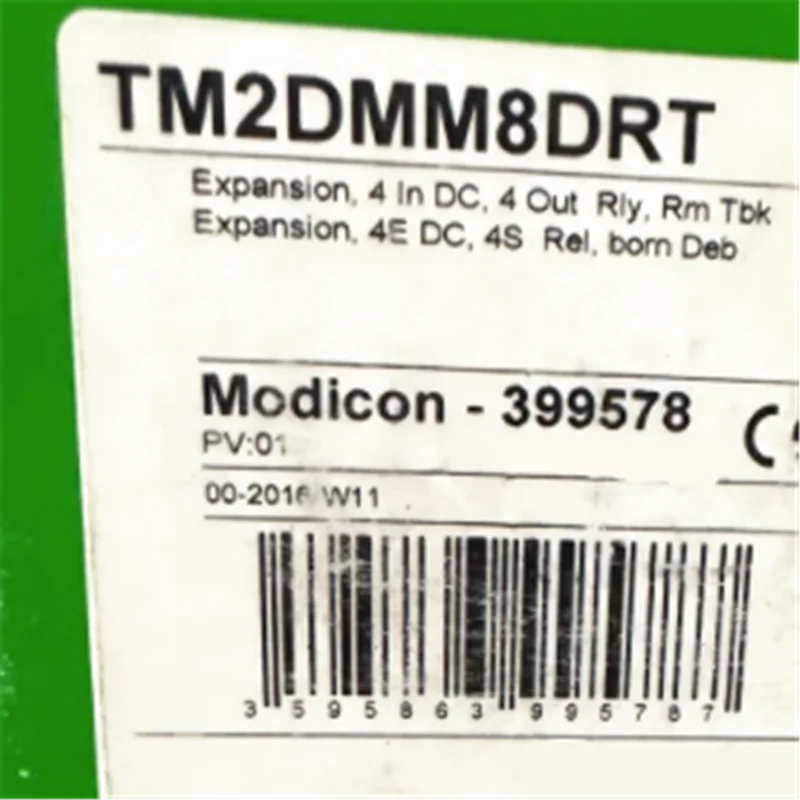 TM2DMM8DRT
Expansion, 4 In DC, 4 Out Rly, Rm Tbk
Expansion, 4E DC, 4S Rel, born Deb
Modicon - 399578
PV:01
00-2016 W11
3 595863 995787